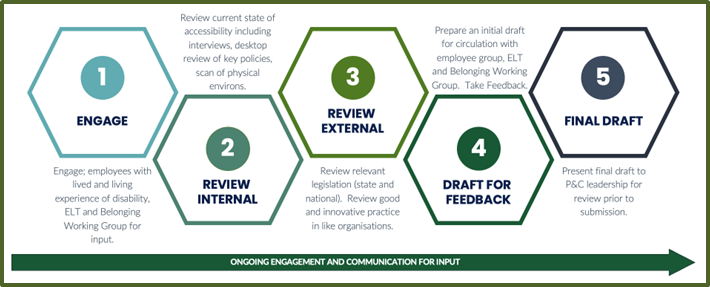 1
ENGAGE
Engage; employees with
lived and living
experience of disability,
ELT and Belonging
Working Group for
input.
Review current state of
accessibility including
interviews, desktop
review of key policies,
scan of physical
environs.
2
REVIEW
INTERNAL
3
REVIEW
EXTERNAL
Review relevant
legislation (state and
national). Review good
and innovative practice
in like organisations.
Prepare an initial draft
for circulation with
employee group, ELT
and Belonging Working
Group. Take Feedback.
4
DRAFT FOR
FEEDBACK
5
FINAL DRAFT
Present final draft to
P&C leadership for
review prior to
submission.
ONGOING ENGAGEMENT AND COMMUNICATION FOR INPUT